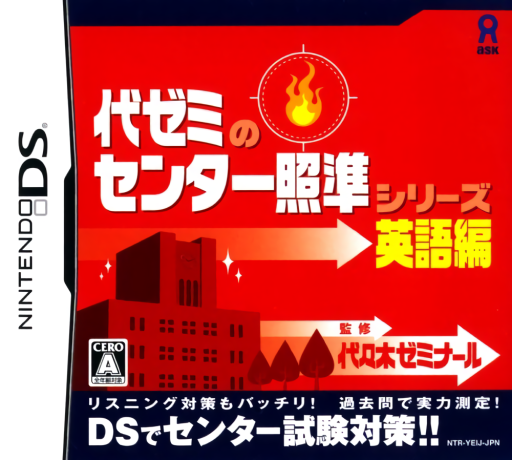 NINTENDO DS®
ask
代ゼミの
センター照準シリーズ
英語編
監修
代々木ゼミナール
CERO
A
全年齢対象
リスニング対策もバッチリ! 過去問で実力測定!
DSでセンター試験対策!!
NTR-YEIJ-JPN